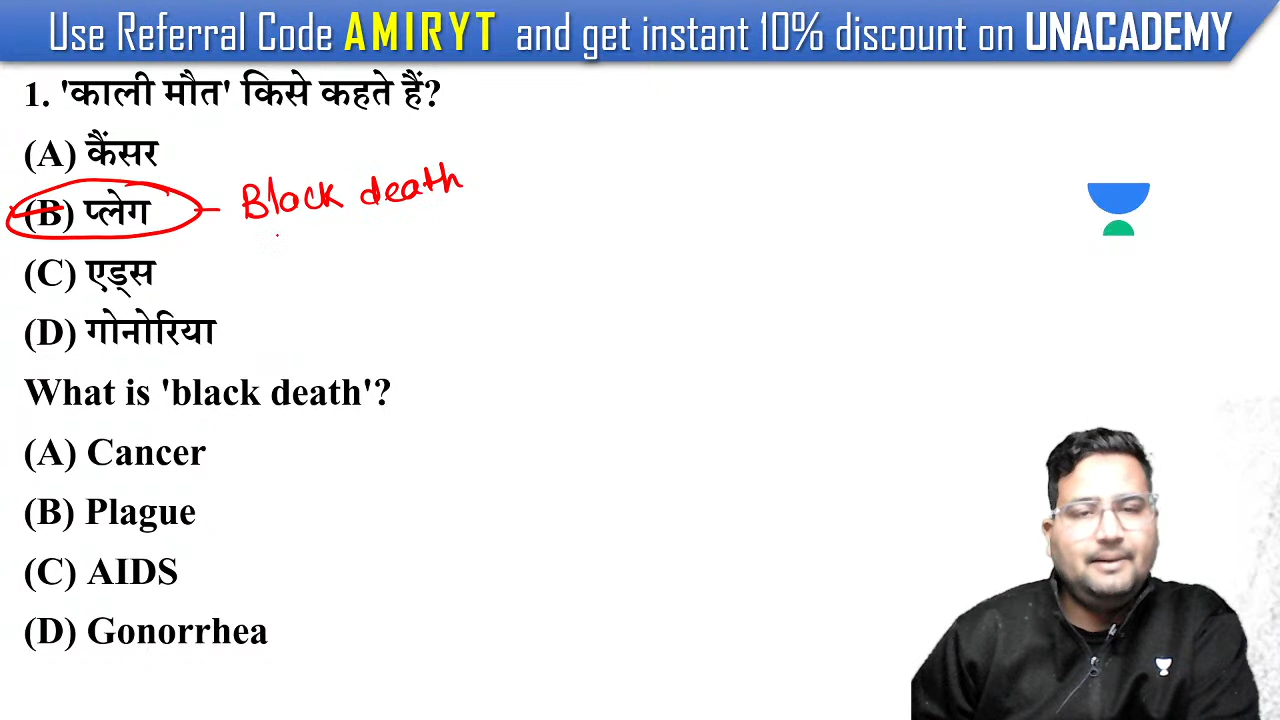 Use Referral Code AMIRYT and get instant 10% discount on UNACADEMY
1. 'काली मौत' किसे कहते हैं?
(A) कैंसर
(B) प्लेग - Black death
(C) एड्स
(D) गोनोरिया
What is 'black death'?
(A) Cancer
(B) Plague
(C) AIDS
(D) Gonorrhea